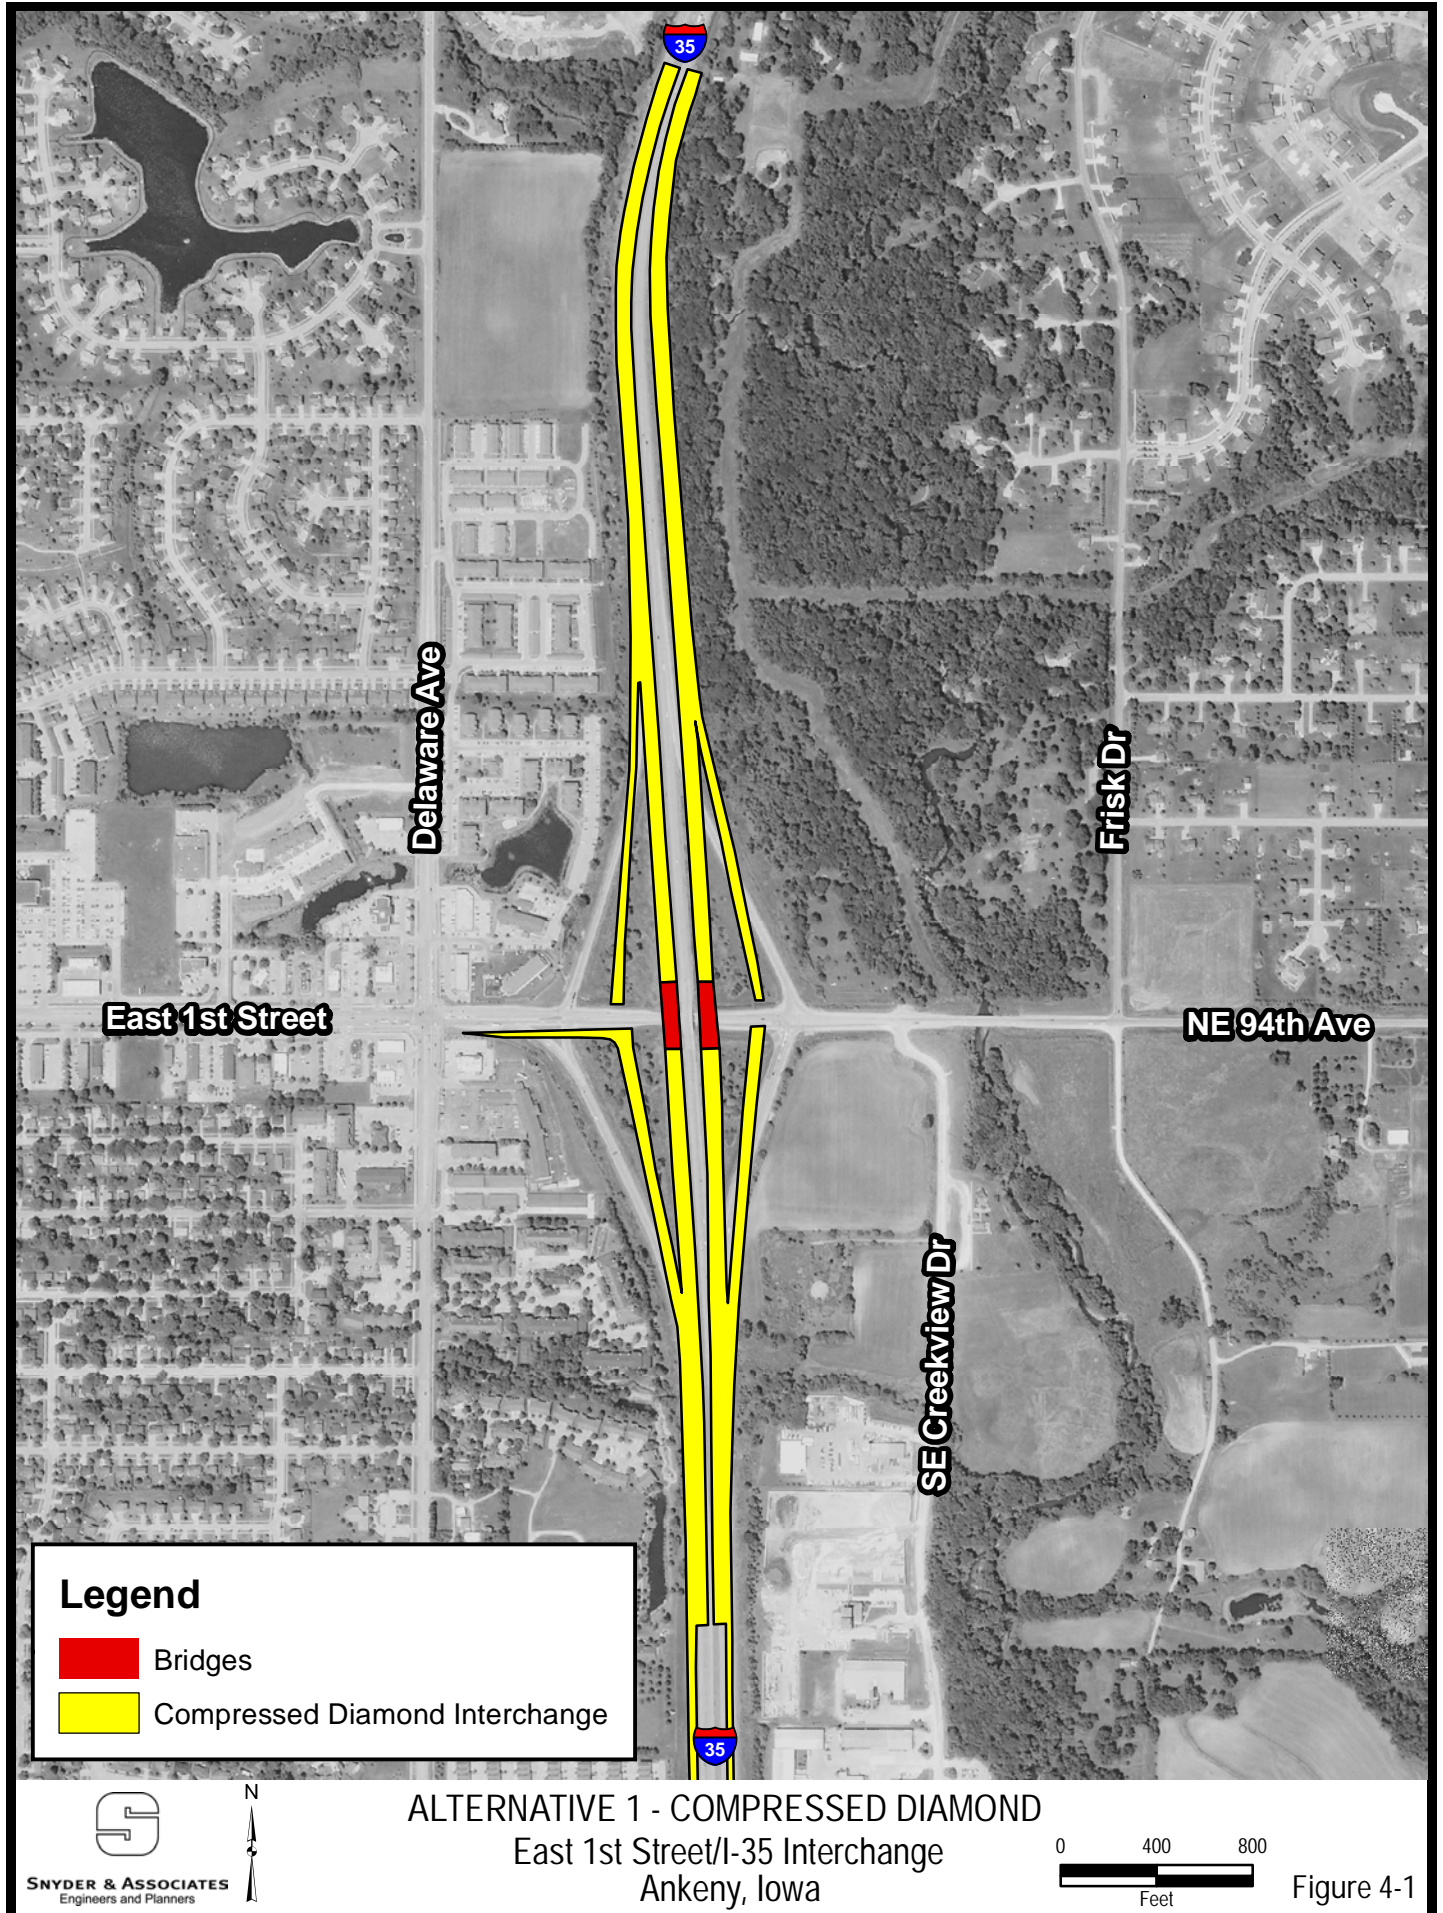 35
Delaware Ave
Frisk Dr
East 1st Street
NE 94th Ave
SE Creekview Dr
Legend
Bridges
Compressed Diamond Interchange
35
S
SNYDER & ASSOCIATES
Engineers and Planners
N
ALTERNATIVE 1 - COMPRESSED DIAMOND
East 1st Street/I-35 Interchange
Ankeny, Iowa
0 400 800
Feet
Figure 4-1